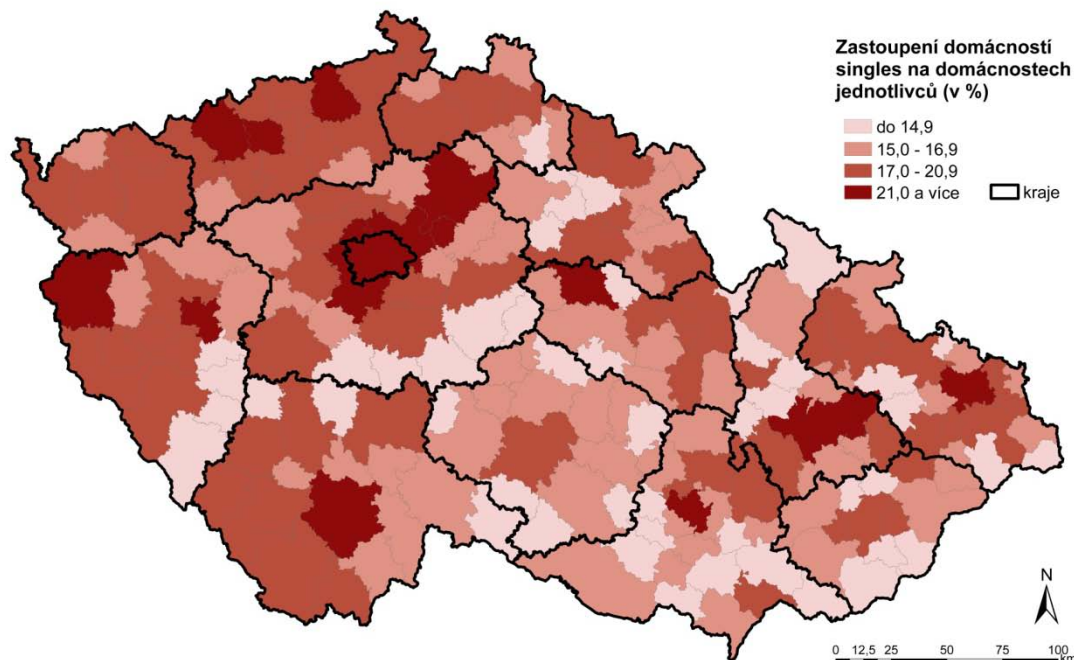 Zastoupení domácností
singles na domácnostech
jednotlivců (v %)
do 14,9
15,0 - 16,9
17,0 - 20,9
21,0 a více
kraje
N
0 12,5 25 50 75 100
km